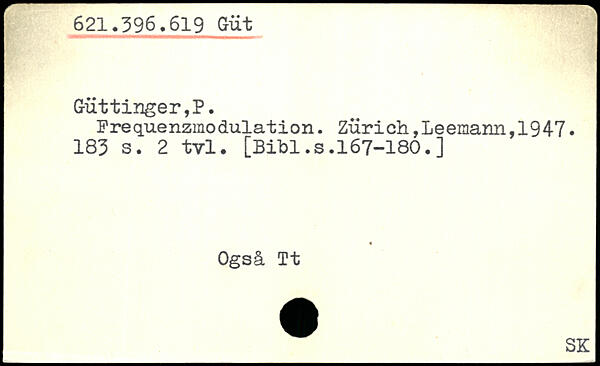 621.396.619 Güt
Güttinger,P.
Frequenzmodulation. Zürich,Leemann,1947.
183 s. 2 tvl. [Bibl.s.167-180.]
Også Tt
SK